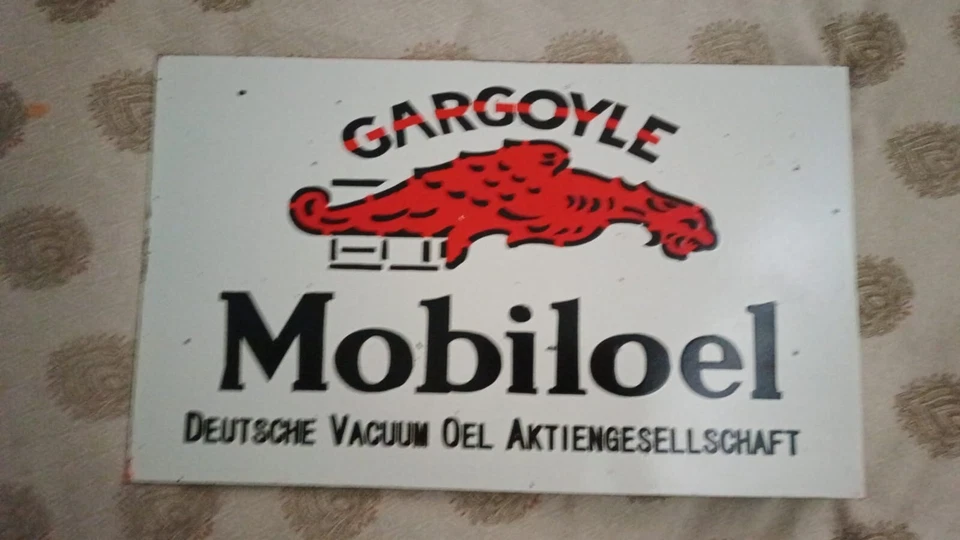 GARGOYLE
Mobiloel
DEUTSCHE VACUUM OEL AKTIENGESELLSCHAFT